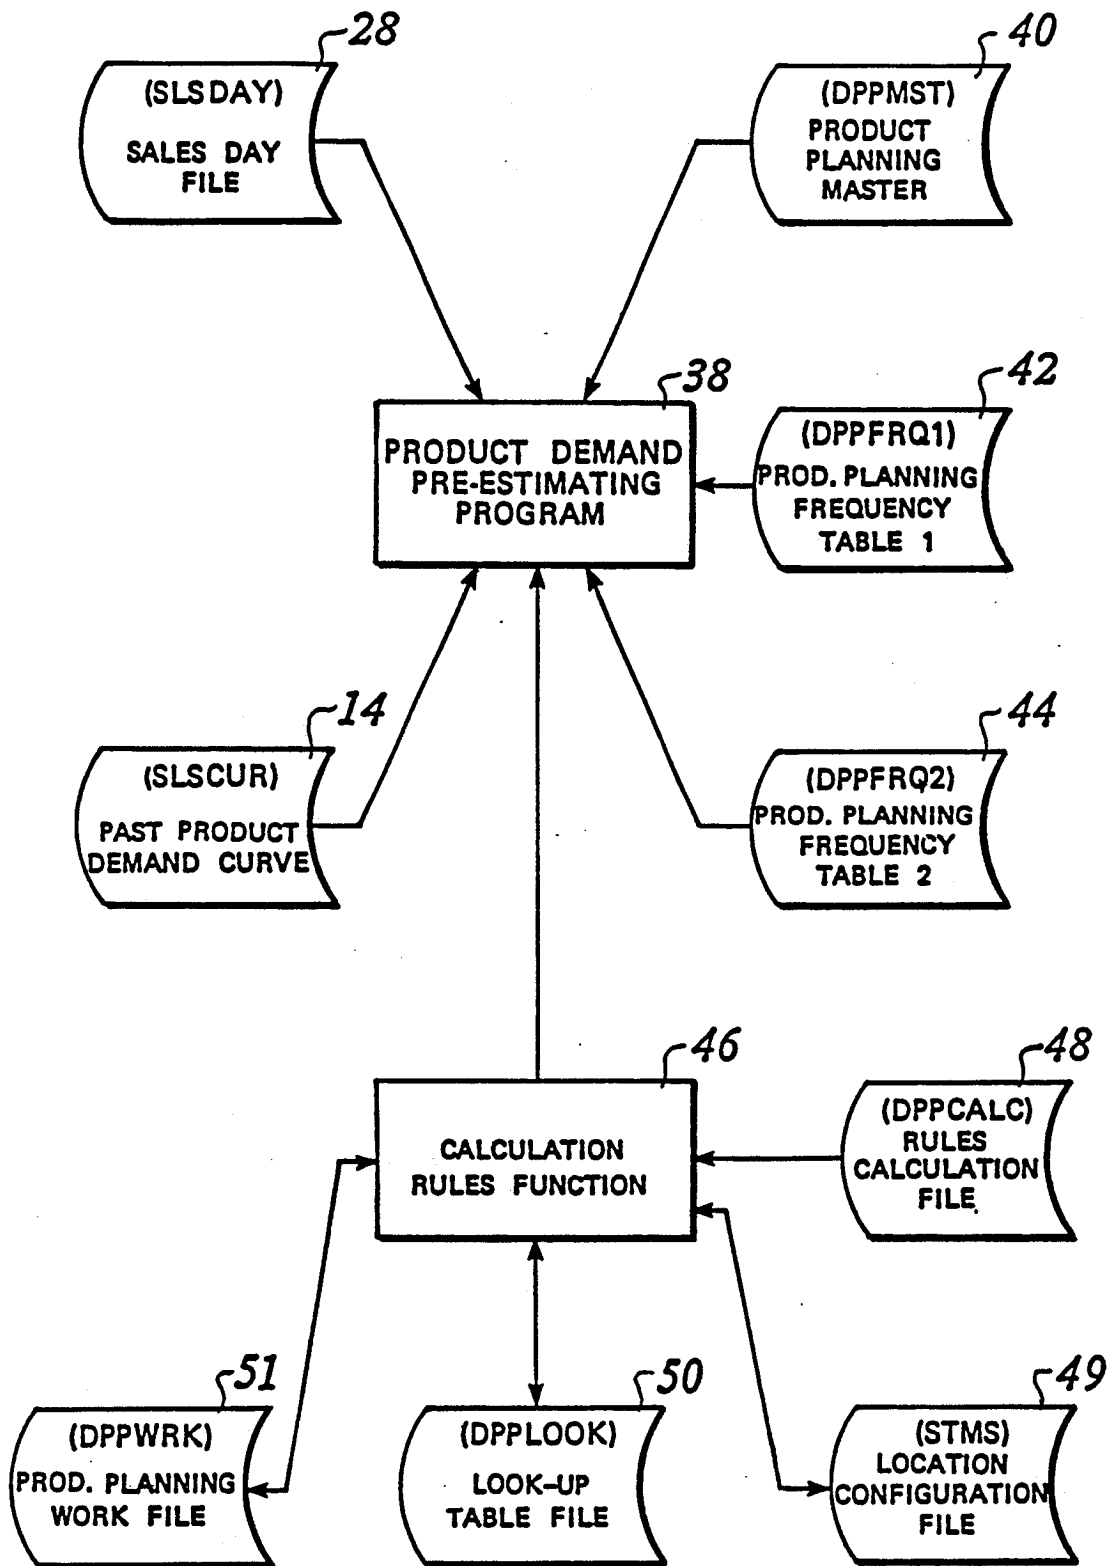 28
(SLSDAY)
SALES DAY
FILE
40
(DPPMST)
PRODUCT
PLANNING
MASTER
38
PRODUCT DEMAND
PRE-ESTIMATING
PROGRAM
42
(DPPFRQ1)
PROD. PLANNING
FREQUENCY
TABLE 1
14
(SLSCUR)
PAST PRODUCT
DEMAND CURVE
44
(DPPFRQ2)
PROD. PLANNING
FREQUENCY
TABLE 2
46
CALCULATION
RULES FUNCTION
48
(DPPCALC)
RULES
CALCULATION
FILE
51
(DPPWRK)
PROD. PLANNING
WORK FILE
50
(DPPLOOK)
LOOK-UP
TABLE FILE
49
(STMS)
LOCATION
CONFIGURATION
FILE